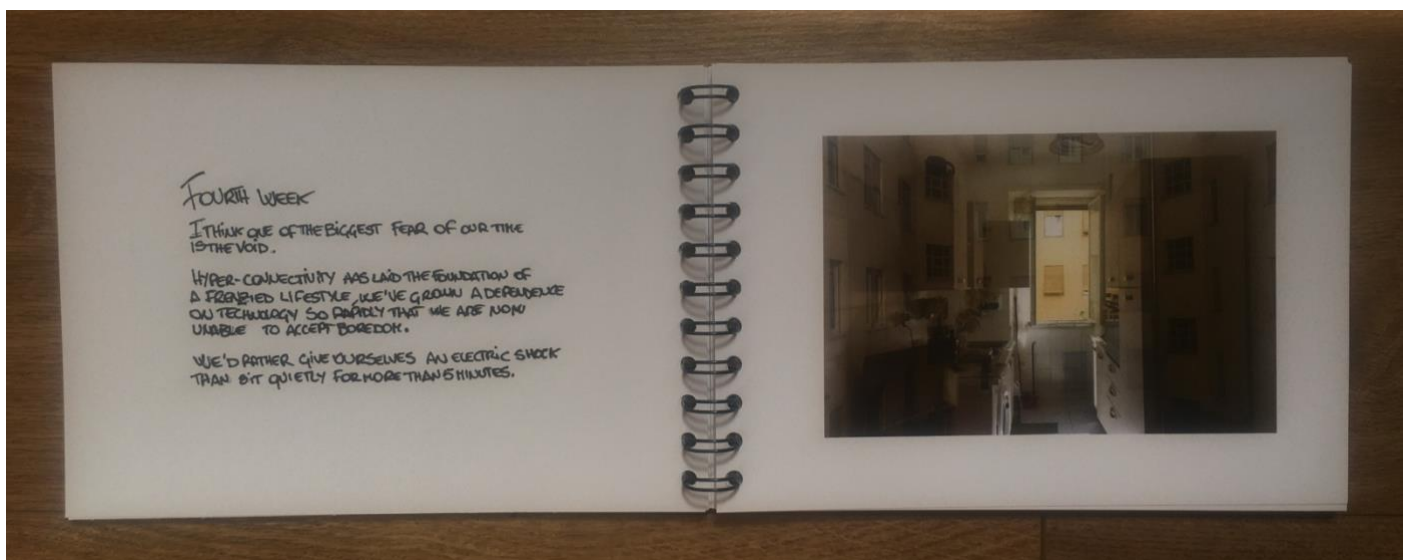 FOURTH WEEK
I THINK ONE OF THE BIGGEST FEAR OF OUR TIME
IS THE VOID.
HYPER-CONNECTIVITY HAS LAID THE FOUNDATION OF
A FRENZIED LIFESTYLE, WE'VE GROWN A DEPENDENCE
ON TECHNOLOGY SO RAPIDLY THAT WE ARE NOW
UNABLE TO ACCEPT BOREDOM.
WE'D RATHER GIVE OURSELVES AN ELECTRIC SHOCK
THAN SIT QUIETLY FOR MORE THAN 5 MINUTES.